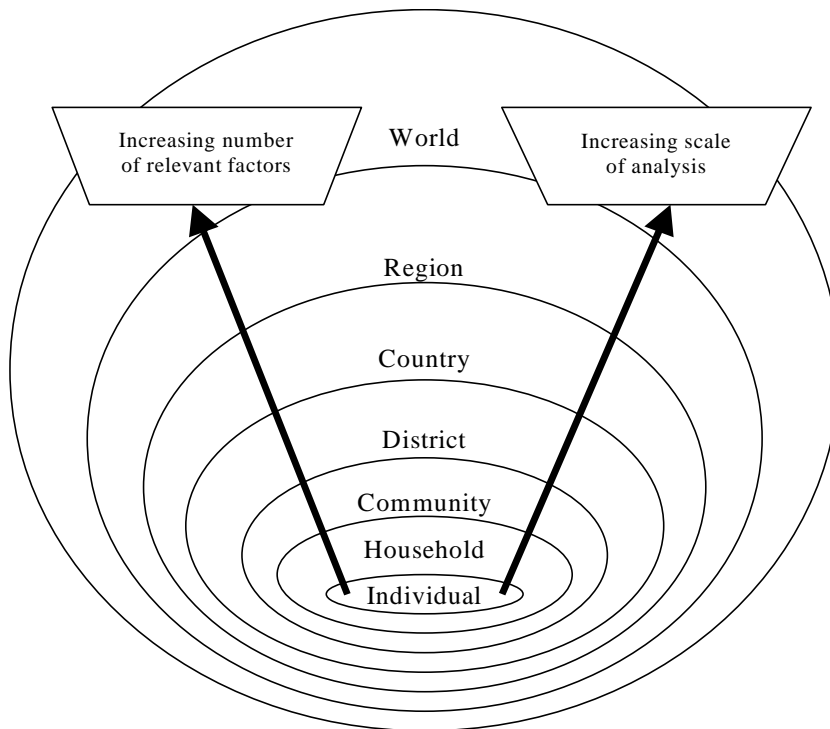 Increasing number
of relevant factors
World
Increasing scale
of analysis
Region
Country
District
Community
Household
Individual